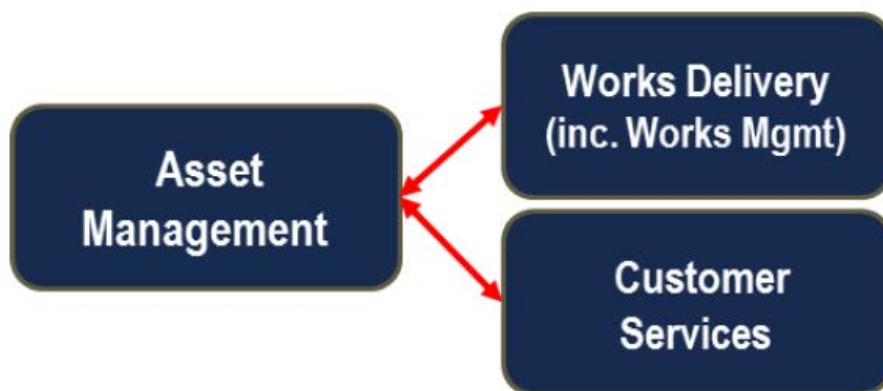 Asset
Management
Works Delivery
(inc. Works Mgmt)
Customer
Services